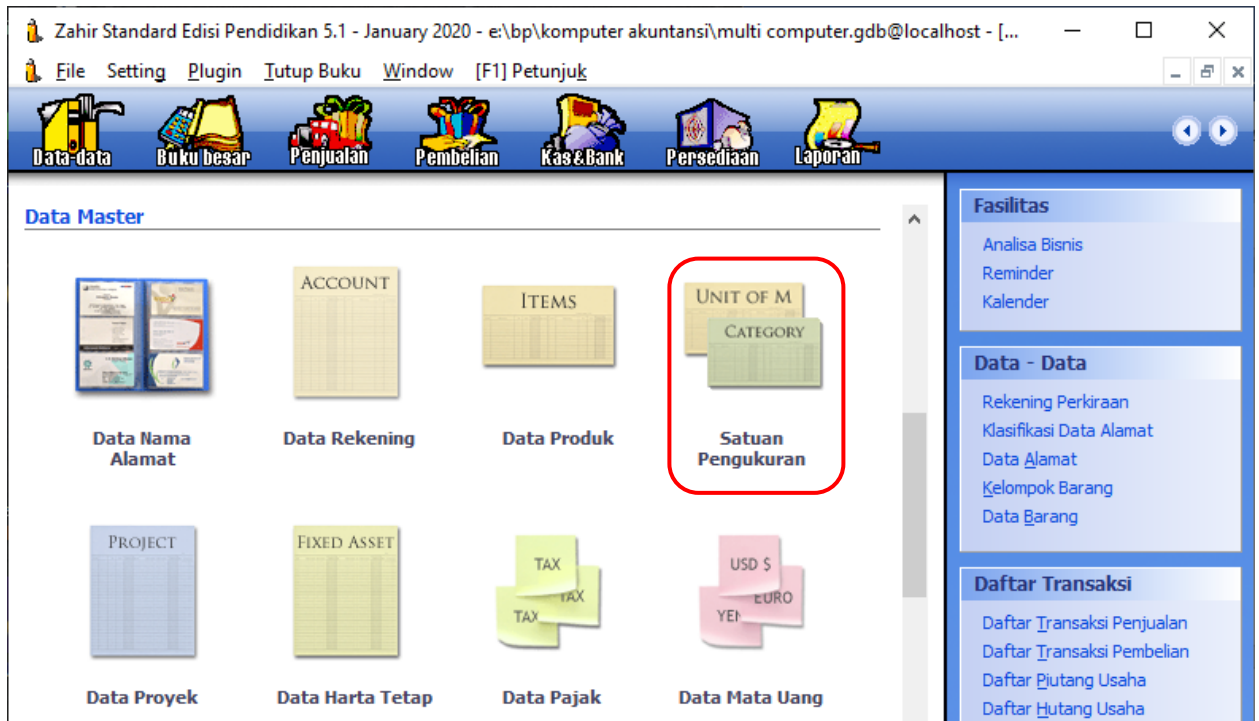 Zahir Standard Edisi Pendidikan 5.1 - January 2020 - e:\bp\komputer akuntansi\multi computer.gdb@localhost - [...
File Setting Plugin Tutup Buku Window [F1] Petunjuk
Data-data Buku besar Penjualan Pembelian Kas&Bank Persediaan Laporan
Data Master
ACCOUNT
ITEMS
UNIT OF M
CATEGORY
Data Nama
Alamat
Data Rekening
Data Produk
Satuan
Pengukuran
PROJECT
FIXED ASSET
TAX
TAX
TAX
USD $
EURO
YEN
Data Proyek
Data Harta Tetap
Data Pajak
Data Mata Uang
Fasilitas
Analisa Bisnis
Reminder
Kalender
Data - Data
Rekening Perkiraan
Klasifikasi Data Alamat
Data Alamat
Kelompok Barang
Data Barang
Daftar Transaksi
Daftar Transaksi Penjualan
Daftar Transaksi Pembelian
Daftar Piutang Usaha
Daftar Hutang Usaha